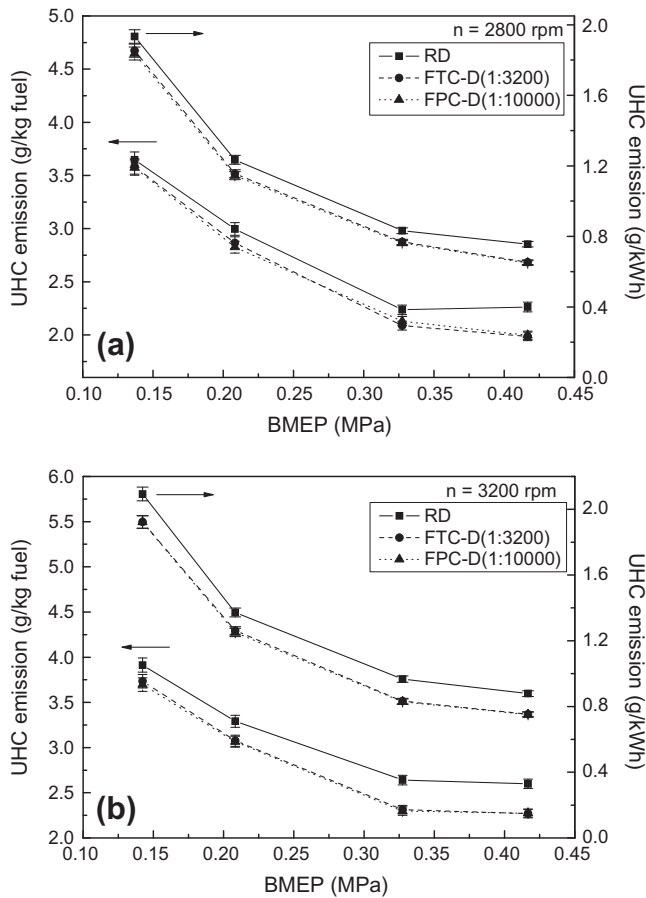 n = 2800 rpm
RD
FTC-D(1:3200)
FPC-D(1:10000)
UHC emission (g/kg fuel)
5.0
4.5
4.0
3.5
3.0
2.5
2.0
2.0
1.6
1.2
0.8
0.4
0.0
UHC emission (g/kWh)
(a)
0.10 0.15 0.20 0.25 0.30 0.35 0.40 0.45
BMEP (MPa)
n = 3200 rpm
RD
FTC-D(1:3200)
FPC-D(1:10000)
UHC emission (g/kg fuel)
6.0
5.5
5.0
4.5
4.0
3.5
3.0
2.5
2.0
2.0
1.6
1.2
0.8
0.4
0.0
UHC emission (g/kWh)
(b)
0.10 0.15 0.20 0.25 0.30 0.35 0.40 0.45
BMEP (MPa)